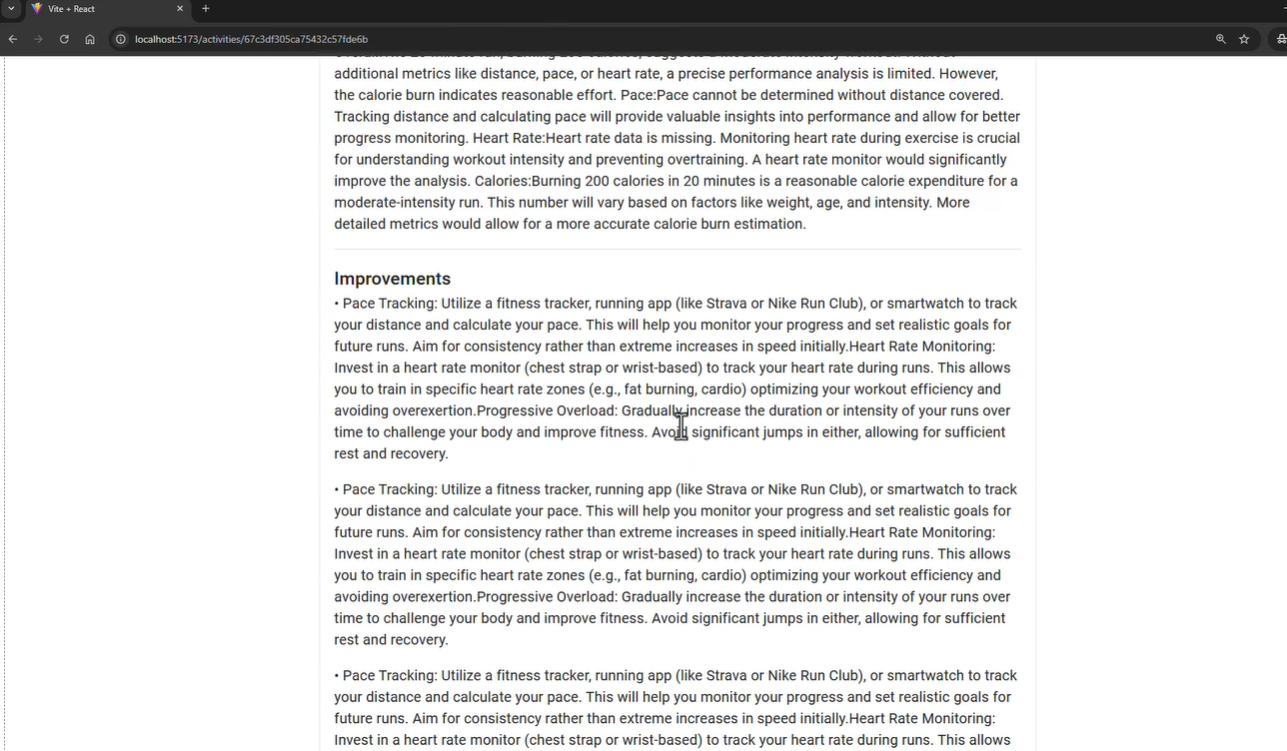 Vite + React
localhost:5173/activities/67c3df305ca75432c57fde6b
additional metrics like distance, pace, or heart rate, a precise performance analysis is limited. However,
the calorie burn indicates reasonable effort. Pace:Pace cannot be determined without distance covered.
Tracking distance and calculating pace will provide valuable insights into performance and allow for better
progress monitoring. Heart Rate:Heart rate data is missing. Monitoring heart rate during exercise is crucial
for understanding workout intensity and preventing overtraining. A heart rate monitor would significantly
improve the analysis. Calories:Burning 200 calories in 20 minutes is a reasonable calorie expenditure for a
moderate-intensity run. This number will vary based on factors like weight, age, and intensity. More
detailed metrics would allow for a more accurate calorie burn estimation.
Improvements
• Pace Tracking: Utilize a fitness tracker, running app (like Strava or Nike Run Club), or smartwatch to track
your distance and calculate your pace. This will help you monitor your progress and set realistic goals for
future runs. Aim for consistency rather than extreme increases in speed initially.Heart Rate Monitoring:
Invest in a heart rate monitor (chest strap or wrist-based) to track your heart rate during runs. This allows
you to train in specific heart rate zones (e.g., fat burning, cardio) optimizing your workout efficiency and
avoiding overexertion.Progressive Overload: Gradually increase the duration or intensity of your runs over
time to challenge your body and improve fitness. Avoid significant jumps in either, allowing for sufficient
rest and recovery.
• Pace Tracking: Utilize a fitness tracker, running app (like Strava or Nike Run Club), or smartwatch to track
your distance and calculate your pace. This will help you monitor your progress and set realistic goals for
future runs. Aim for consistency rather than extreme increases in speed initially.Heart Rate Monitoring:
Invest in a heart rate monitor (chest strap or wrist-based) to track your heart rate during runs. This allows
you to train in specific heart rate zones (e.g., fat burning, cardio) optimizing your workout efficiency and
avoiding overexertion.Progressive Overload: Gradually increase the duration or intensity of your runs over
time to challenge your body and improve fitness. Avoid significant jumps in either, allowing for sufficient
rest and recovery.
• Pace Tracking: Utilize a fitness tracker, running app (like Strava or Nike Run Club), or smartwatch to track
your distance and calculate your pace. This will help you monitor your progress and set realistic goals for
future runs. Aim for consistency rather than extreme increases in speed initially.Heart Rate Monitoring:
Invest in a heart rate monitor (chest strap or wrist-based) to track your heart rate during runs. This allows